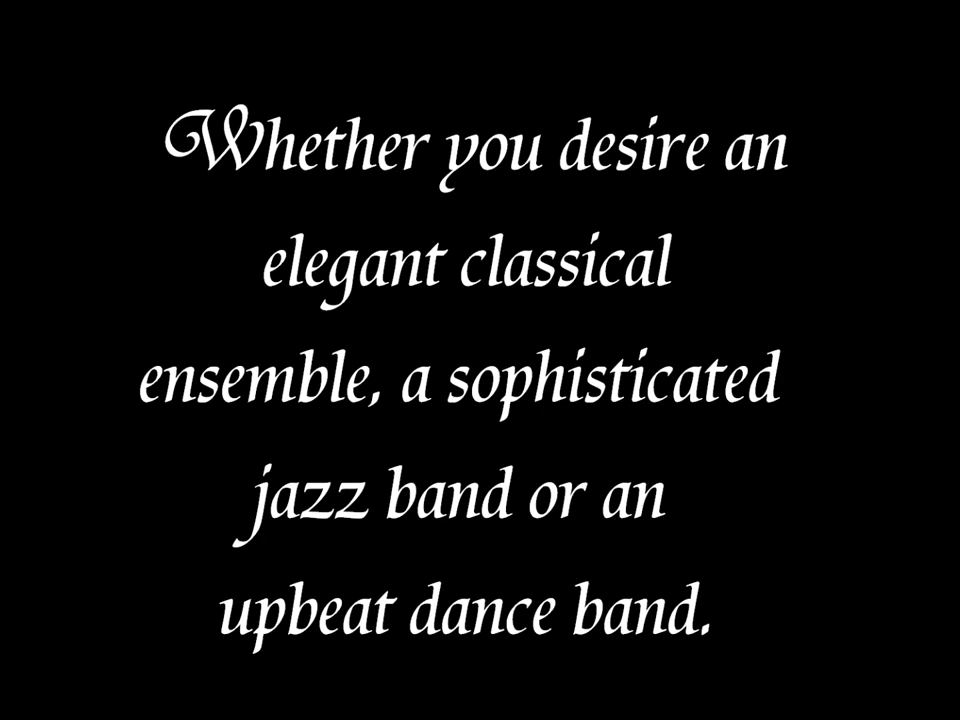 Whether you desire an
elegant classical
ensemble, a sophisticated
jazz band or an
upbeat dance band.